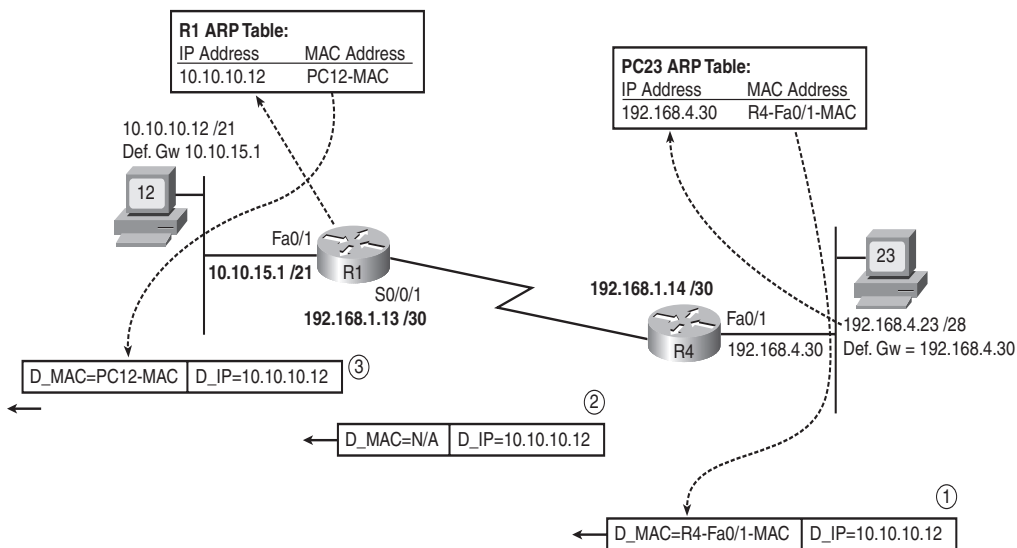 R1 ARP Table:
IP Address MAC Address
10.10.10.12 PC12-MAC
PC23 ARP Table:
IP Address MAC Address
192.168.4.30 R4-Fa0/1-MAC
10.10.10.12 /21
Def. Gw 10.10.15.1
12
Fa0/1
R1
10.10.15.1 /21
S0/0/1
192.168.1.13 /30
192.168.1.14 /30
Fa0/1
R4
192.168.4.30
23
192.168.4.23 /28
Def. Gw = 192.168.4.30
D_MAC=PC12-MAC D_IP=10.10.10.12 3
2
D_MAC=N/A D_IP=10.10.10.12
1
D_MAC=R4-Fa0/1-MAC D_IP=10.10.10.12